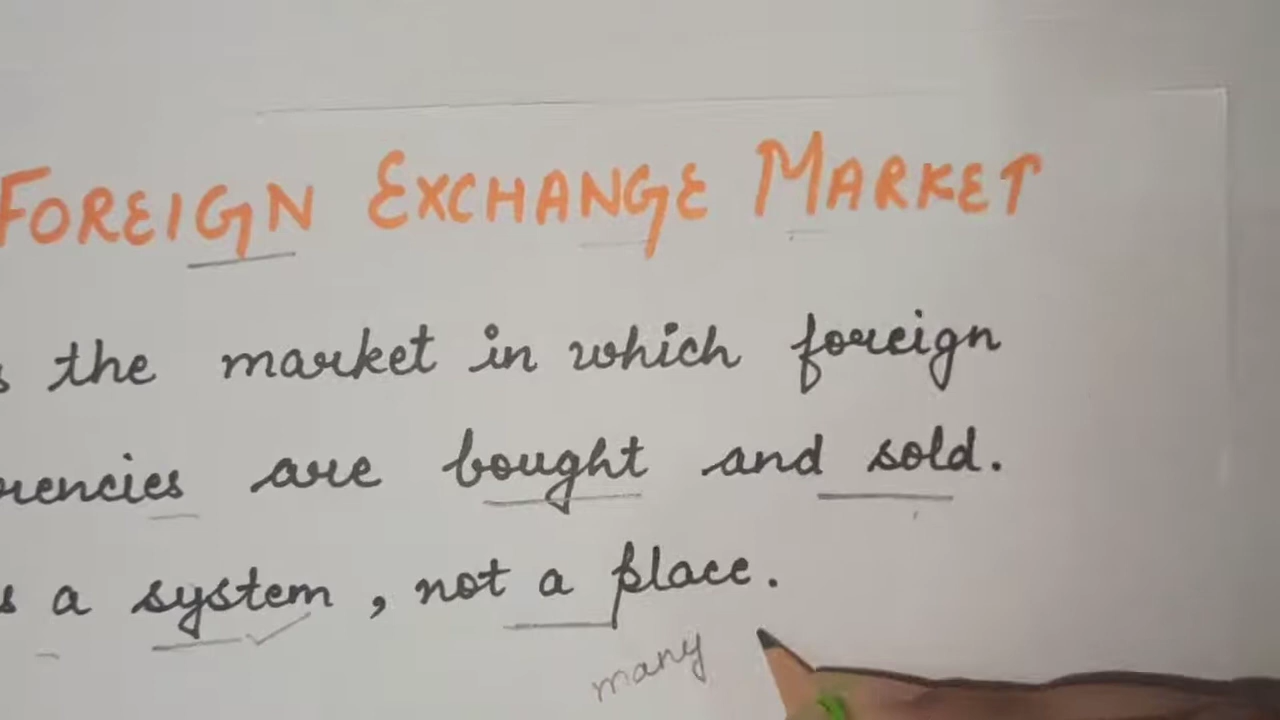 FOREIGN EXCHANGE MARKET
s the market in which foreign
rencies are bought and sold.
s a system, not a place.
many